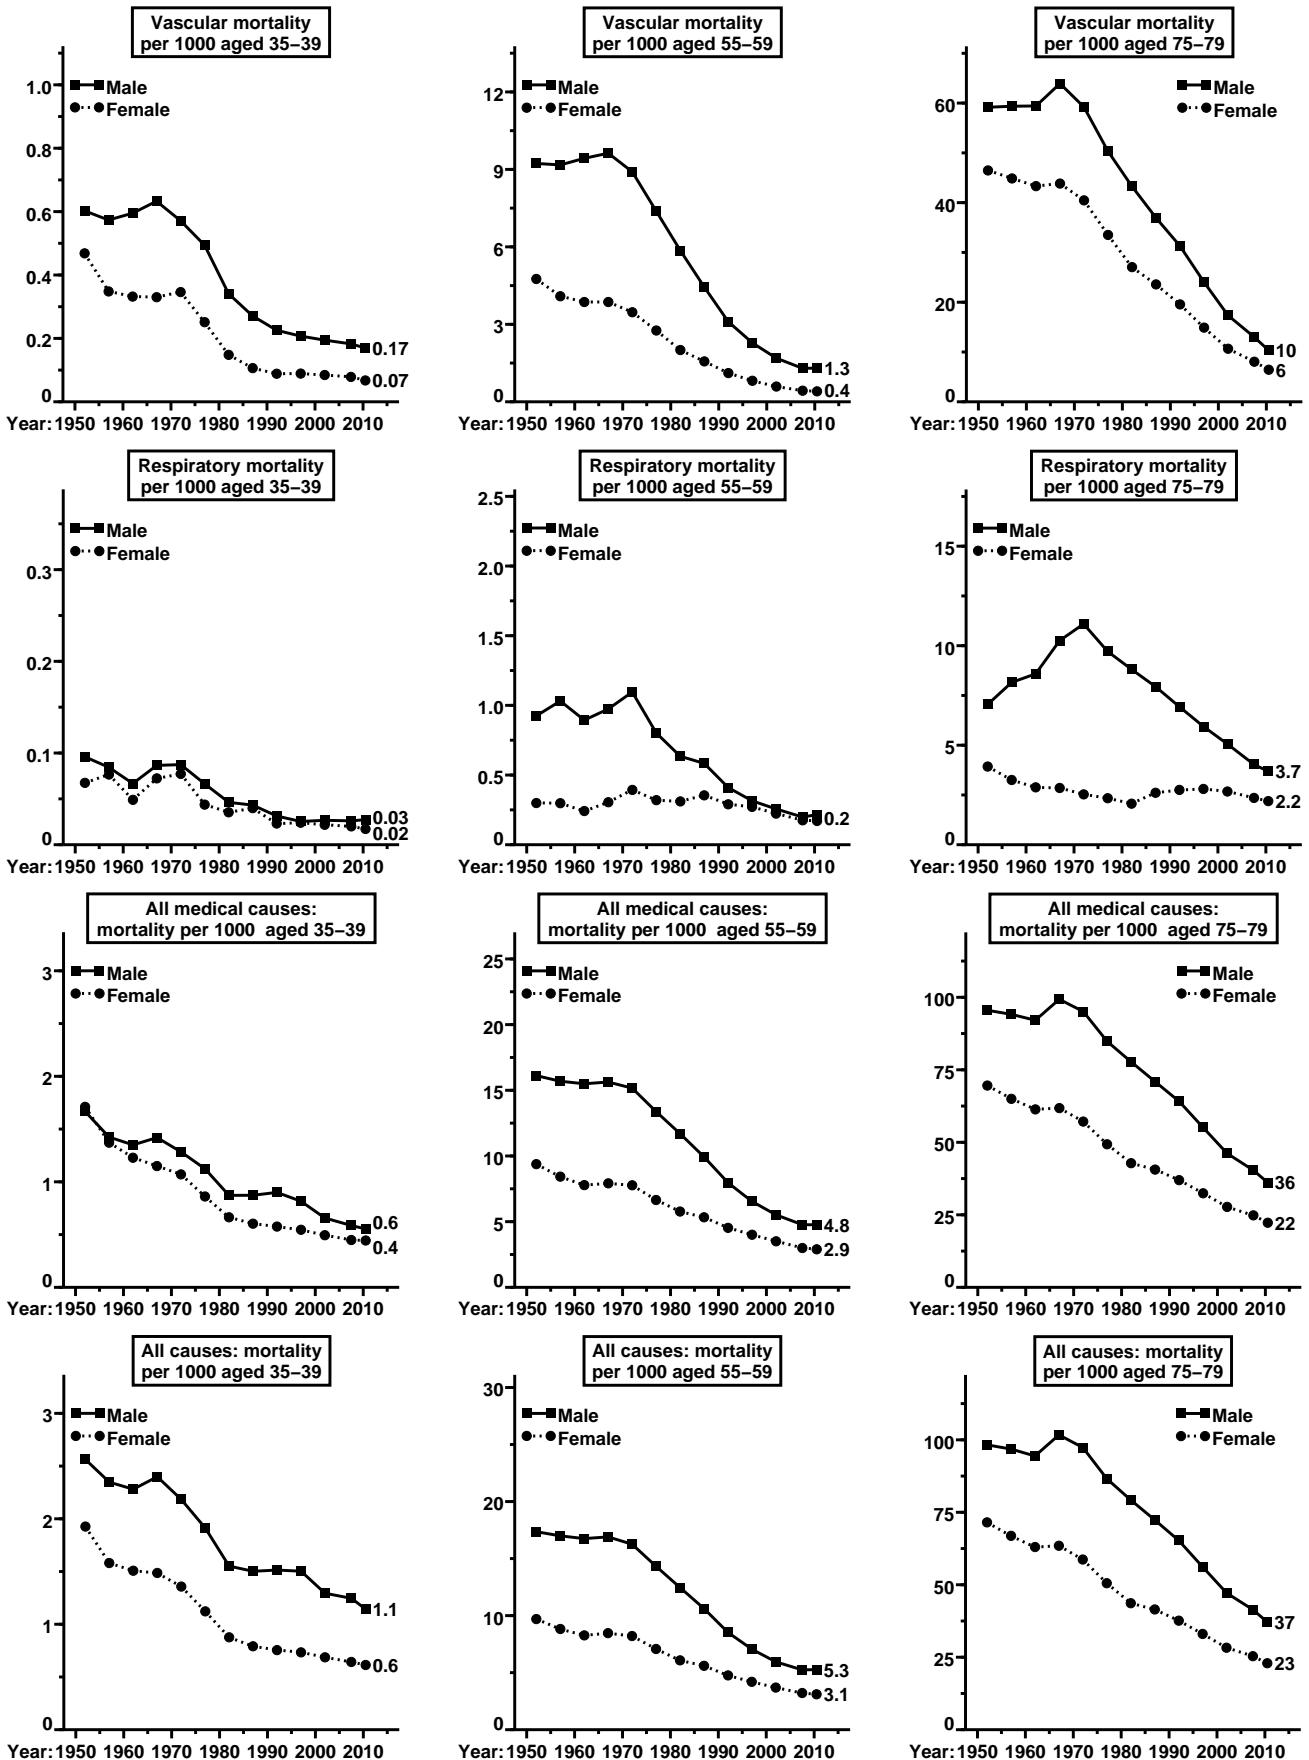 Vascular mortality
per 1000 aged 35–39
Male
Female
1.0
0.8
0.6
0.4
0.2
0
0.17
0.07
Year: 1950 1960 1970 1980 1990 2000 2010
Vascular mortality
per 1000 aged 55–59
Male
Female
12
9
6
3
0
1.3
0.4
1950 1960 1970 1980 1990 2000 2010
Year:
Vascular mortality
per 1000 aged 75–79
Male
Female
60
40
20
0
10
6
Year: 1950 1960 1970 1980 1990 2000 2010
Respiratory mortality
per 1000 aged 35–39
Male
Female
0.3
0.2
0.1
0
0.03
0.02
Year: 1950 1960 1970 1980 1990 2000 2010
Respiratory mortality
per 1000 aged 55–59
2.5
Male
Female
2.0
1.5
1.0
0.5
0
0.2
Year: 1950 1960 1970 1980 1990 2000 2010
Respiratory mortality
per 1000 aged 75–79
Male
Female
15
10
5
0
3.7
2.2
Year: 1950 1960 1970 1980 1990 2000 2010
All medical causes:
mortality per 1000 aged 35–39
3
Male
Female
2
1
0
0.6
0.4
Year: 1950 1960 1970 1980 1990 2000 2010
All medical causes:
mortality per 1000 aged 55–59
25
Male
Female
20
15
10
5
0
4.8
2.9
Year: 1950 1960 1970 1980 1990 2000 2010
All medical causes:
mortality per 1000 aged 75–79
Male
Female
100
75
50
25
0
36
22
Year: 1950 1960 1970 1980 1990 2000 2010
All causes: mortality
per 1000 aged 35–39
3
Male
Female
2
1
0
1.1
0.6
Year: 1950 1960 1970 1980 1990 2000 2010
All causes: mortality
per 1000 aged 55–59
30
Male
Female
20
10
0
5.3
3.1
Year: 1950 1960 1970 1980 1990 2000 2010
All causes: mortality
per 1000 aged 75–79
Male
Female
100
75
50
25
0
37
23
Year: 1950 1960 1970 1980 1990 2000 2010